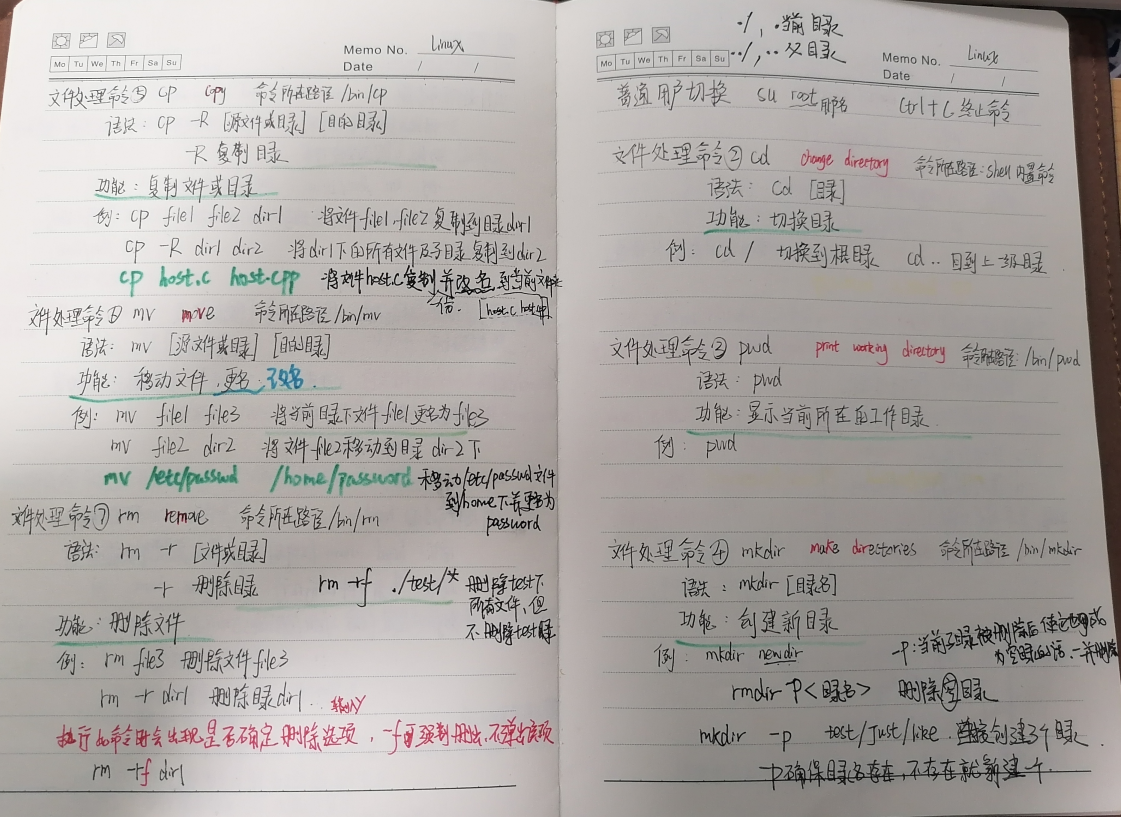 Memo No. Linux
Mo Tu We Th Fr Sa Su
Date / /
文件处理命令⑤ cp copy 命令所在路径 /bin/cp
语法: cp -R [源文件或目录] [目的目录]
-R 复制目录
功能: 复制文件或目录
例: cp file1 file2 dir1 将文件file1、file2复制到目录dir1
cp -R dir1 dir2 将dir1下的所有文件及子目录复制到dir2
cp host.c host.cpp 将文件host.c复制并改名到当前文件
[host.c host.cpp]
文件处理命令⑥ mv move 命令所在路径 /bin/mv
语法: mv [源文件或目录] [目的目录]
功能: 移动文件,更名.改名.
例: mv file1 file3 将当前目录下文件file1更名为file3
mv file2 dir2 将文件file2移动到目录 dir2下
mv /etc/passwd /home/password 移动/etc/passwd文件
到/home下并更名为
password
文件处理命令⑦ rm remove 命令所在路径 /bin/rm
语法: rm -r [文件或目录]
-r 删除目录 rm -rf ./test/* 删除test下
所有文件,但
不删除test目录
功能: 删除文件
例: rm file3 删除文件file3
rm -r dir1 删除目录dir1.
执行此命令时会出现是否确定删除选项, -f可强制删除,不弹出选项
rm -rf dir1
./, . 当前目录
../, .. 父目录
Mo Tu We Th Fr Sa Su
Memo No. Linux
Date / /
普通用户切换 su root 用户名 Ctrl+C 终止命令
文件处理命令② cd change directory 命令所在路径: shell 内置命令
语法: cd [目录]
功能: 切换目录
例: cd / 切换到根目录 cd .. 回到上一级目录
文件处理命令③ pwd print working directory 命令所在路径: /bin/pwd
语法: pwd
功能: 显示当前所在的工作目录.
例: pwd
文件处理命令④ mkdir make directories 命令所在路径 /bin/mkdir
语法: mkdir [目录名]
功能: 创建新目录
例: mkdir newdir
-p: 当前子目录被删除后使它也成
为空目录的话,一并删除
rmdir -p <目录名> 删除空目录
mkdir -p test/Just/like 创建3个目录.
-p确保目录名存在,不存在就新建一个.